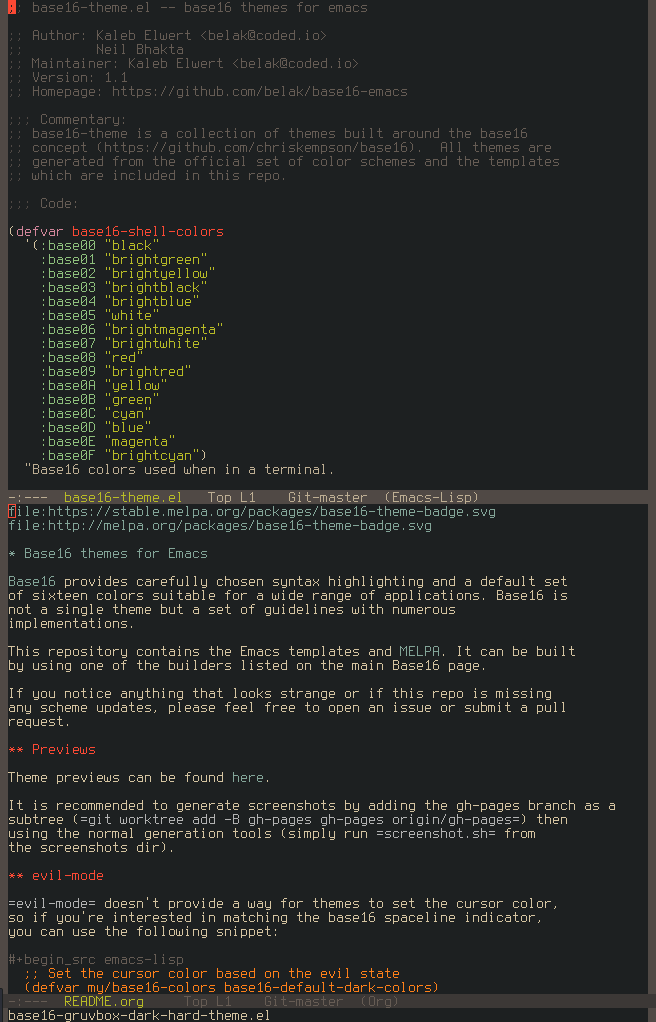 ;; base16-theme.el -- base16 themes for emacs
;; Author: Kaleb Elwert <belak@coded.io>
;;         Neil Bhakta
;; Maintainer: Kaleb Elwert <belak@coded.io>
;; Version: 1.1
;; Homepage: https://github.com/belak/base16-emacs
;;; Commentary:
;; base16-theme is a collection of themes built around the base16
;; concept (https://github.com/chriskempson/base16).  All themes are
;; generated from the official set of color schemes and the templates
;; which are included in this repo.
;;; Code:
(defvar base16-shell-colors
  '(:base00 "black"
    :base01 "brightgreen"
    :base02 "brightyellow"
    :base03 "brightblack"
    :base04 "brightblue"
    :base05 "white"
    :base06 "brightmagenta"
    :base07 "brightwhite"
    :base08 "red"
    :base09 "brightred"
    :base0A "yellow"
    :base0B "green"
    :base0C "cyan"
    :base0D "blue"
    :base0E "magenta"
    :base0F "brightcyan")
  "Base16 colors used when in a terminal.
-:---  base16-theme.el   Top L1    Git-master  (Emacs-Lisp)
file:https://stable.melpa.org/packages/base16-theme-badge.svg
file:http://melpa.org/packages/base16-theme-badge.svg
* Base16 themes for Emacs
Base16 provides carefully chosen syntax highlighting and a default set
of sixteen colors suitable for a wide range of applications. Base16 is
not a single theme but a set of guidelines with numerous
implementations.
This repository contains the Emacs templates and MELPA. It can be built
by using one of the builders listed on the main Base16 page.
If you notice anything that looks strange or if this repo is missing
any scheme updates, please feel free to open an issue or submit a pull
request.
** Previews
Theme previews can be found here.
It is recommended to generate screenshots by adding the gh-pages branch as a
subtree (=git worktree add -B gh-pages gh-pages origin/gh-pages=) then
using the normal generation tools (simply run =screenshot.sh= from
the screenshots dir).
** evil-mode
=evil-mode= doesn't provide a way for themes to set the cursor color,
so if you're interested in matching the base16 spaceline indicator,
you can use the following snippet:
#+begin_src emacs-lisp
  ;; Set the cursor color based on the evil state
  (defvar my/base16-colors base16-default-dark-colors)
-:---  README.org     Top L1    Git-master  (Org)
base16-gruvbox-dark-hard-theme.el